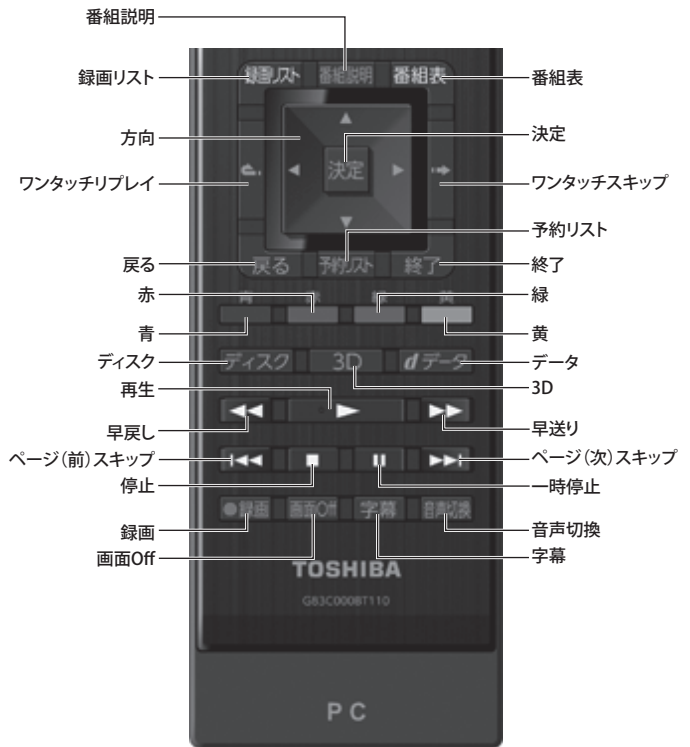 番組説明
録画リスト
番組表
方向
決定
ワンタッチリプレイ
ワンタッチスキップ
予約リスト
戻る
終了
赤
緑
青
黄
ディスク
データ
3D
再生
早戻し
早送り
ページ（前）スキップ
ページ（次）スキップ
停止
一時停止
録画
音声切換
画面Off
字幕
録画リスト
番組説明
番組表
決定
戻る
予約リスト
終了
青
赤
緑
黄
ディスク
3D
dデータ
●録画
画面Off
字幕
音声切換
TOSHIBA
G83C000BT110
PC